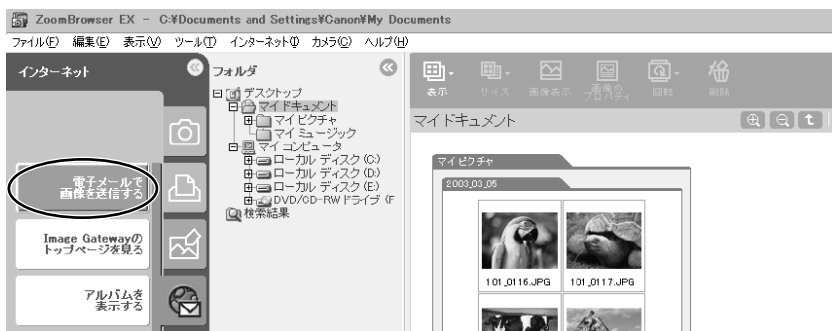 ZoomBrowser EX - C:¥Documents and Settings¥Canon¥My Documents
ファイル(F) 編集(E) 表示(V) ツール(T) インターネット(I) カメラ(C) ヘルプ(H)
インターネット
電子メールで
画像を送信する
Image Gatewayの
トップページを見る
アルバムを
表示する
フォルダ
デスクトップ
マイ ドキュメント
マイ ピクチャ
マイ ミュージック
マイ コンピュータ
ローカル ディスク (C:)
ローカル ディスク (D:)
ローカル ディスク (E:)
DVD/CD-RW ドライブ (F
検索結果
表示 サイズ 画像表示 画像の
プロパティ 回転 削除
マイ ドキュメント
マイ ピクチャ
2003_03_05
101_0116.JPG 101_0117.JPG